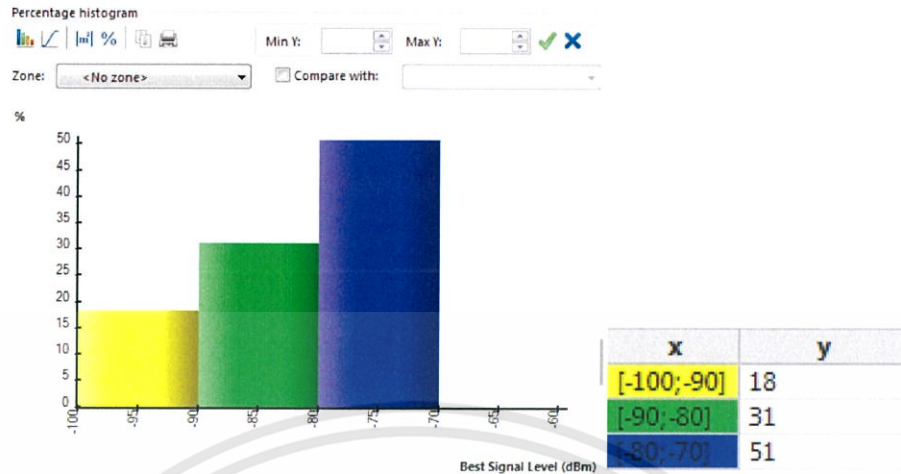 Percentage histogram
|m²| % Min Y: Max Y:
Zone: <No zone> Compare with:
%
50
45
40
35
30
25
20
15
10
5
0
-100 -95 -90 -85 -80 -75 -70 -65 -60
Best Signal Level (dBm)
x y
[-100;-90] 18
[-90;-80] 31
[-80;-70] 51